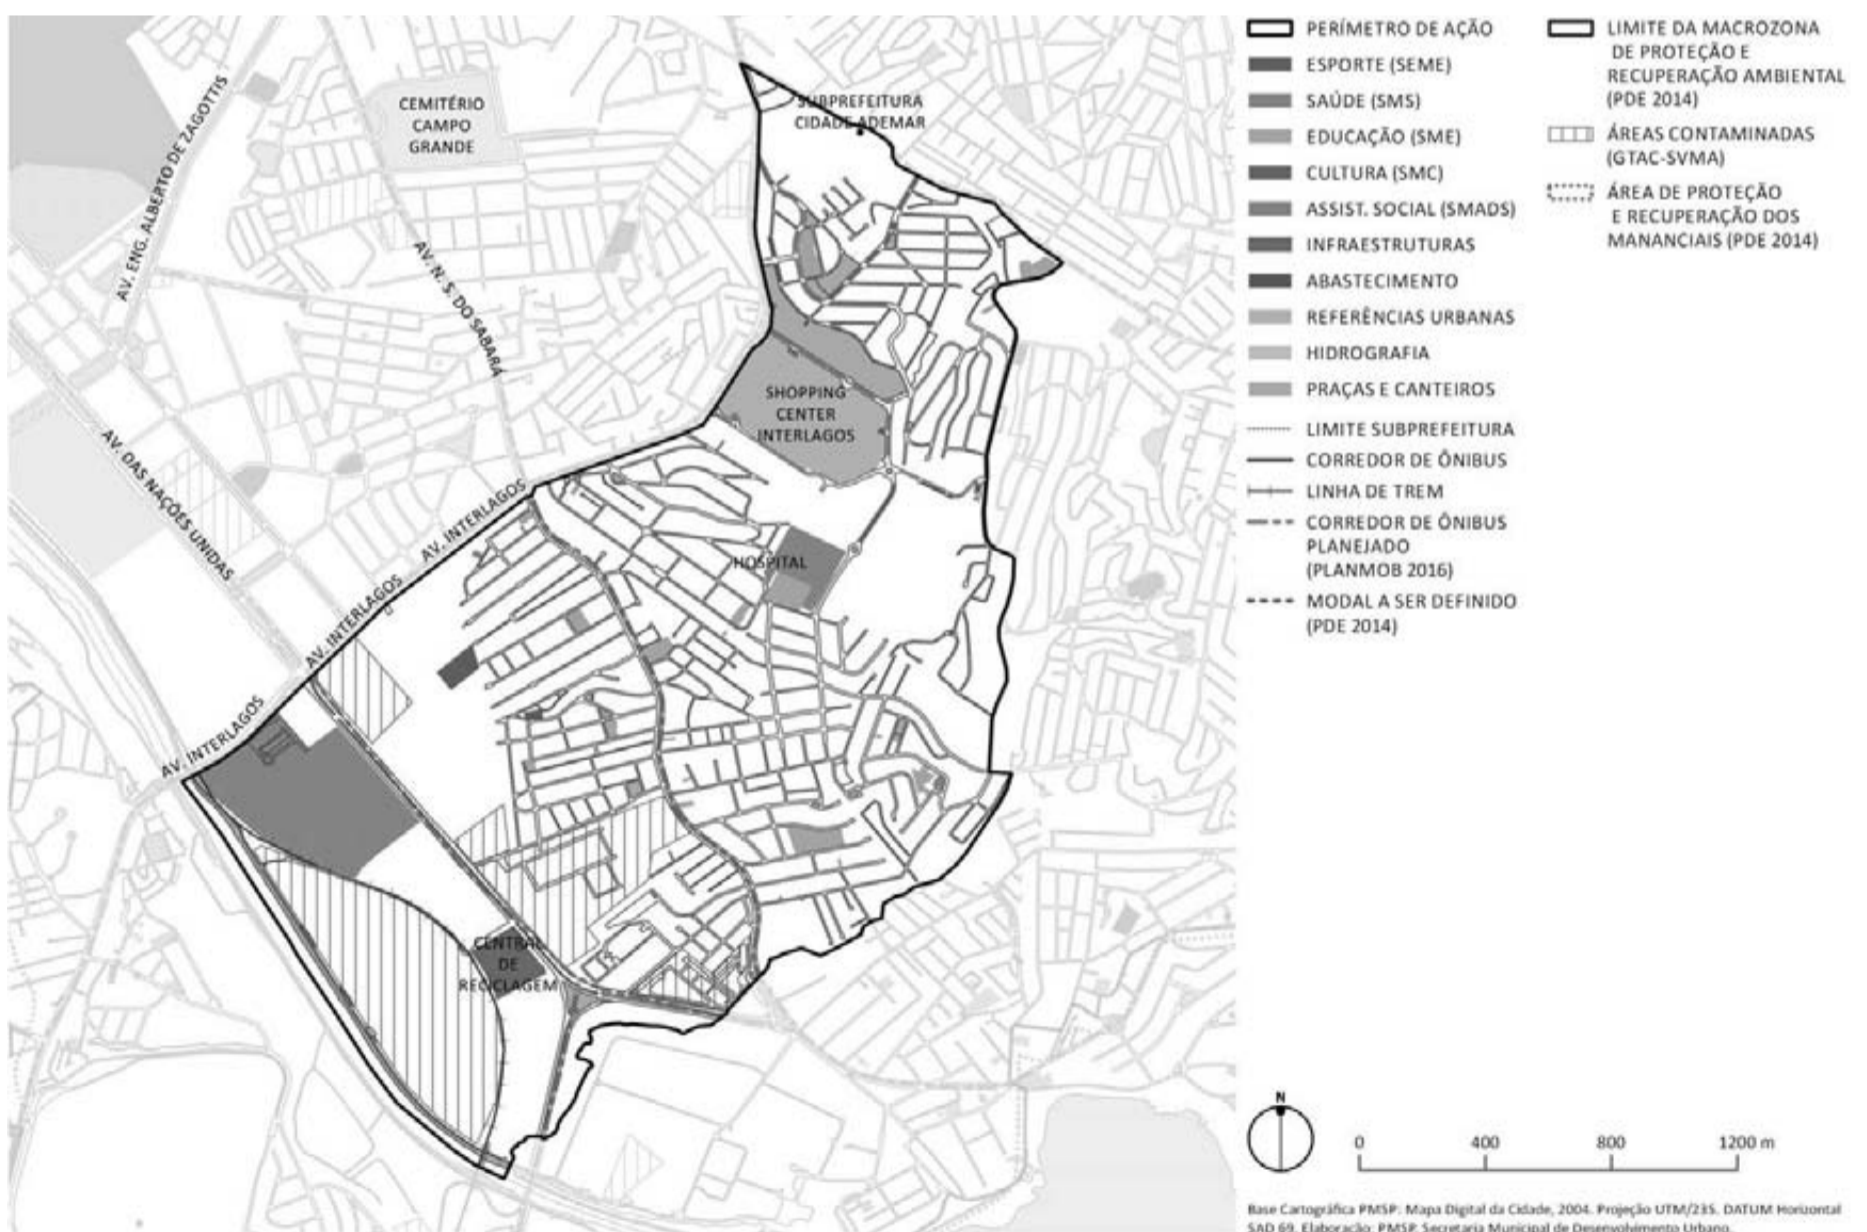 SUBPREFEITURA
CIDADE ADEMAR
CEMITÉRIO
CAMPO
GRANDE
AV. ENG. ALBERTO DE ZAGOTTIS
AV. N. S. DO SABARÁ
SHOPPING
CENTER
INTERLAGOS
AV. DAS NAÇÕES UNIDAS
AV. INTERLAGOS
HOSPITAL
AV. INTERLAGOS
AV. INTERLAGOS
CENTRAL
DE
RECICLAGEM
PERÍMETRO DE AÇÃO
ESPORTE (SEME)
SAÚDE (SMS)
EDUCAÇÃO (SME)
CULTURA (SMC)
ASSIST. SOCIAL (SMADS)
INFRAESTRUTURAS
ABASTECIMENTO
REFERÊNCIAS URBANAS
HIDROGRAFIA
PRAÇAS E CANTEIROS
LIMITE SUBPREFEITURA
CORREDOR DE ÔNIBUS
LINHA DE TREM
CORREDOR DE ÔNIBUS
PLANEJADO
(PLANMOB 2016)
MODAL A SER DEFINIDO
(PDE 2014)
LIMITE DA MACROZONA
DE PROTEÇÃO E
RECUPERAÇÃO AMBIENTAL
(PDE 2014)
ÁREAS CONTAMINADAS
(GTAC-SVMA)
ÁREA DE PROTEÇÃO
E RECUPERAÇÃO DOS
MANANCIAIS (PDE 2014)
N
0 400 800 1200 m
Base Cartográfica PMSP: Mapa Digital da Cidade, 2004. Projeção UTM/23S. DATUM Horizontal
SAD 69. Elaboração: PMSP. Secretaria Municipal de Desenvolvimento Urbano.